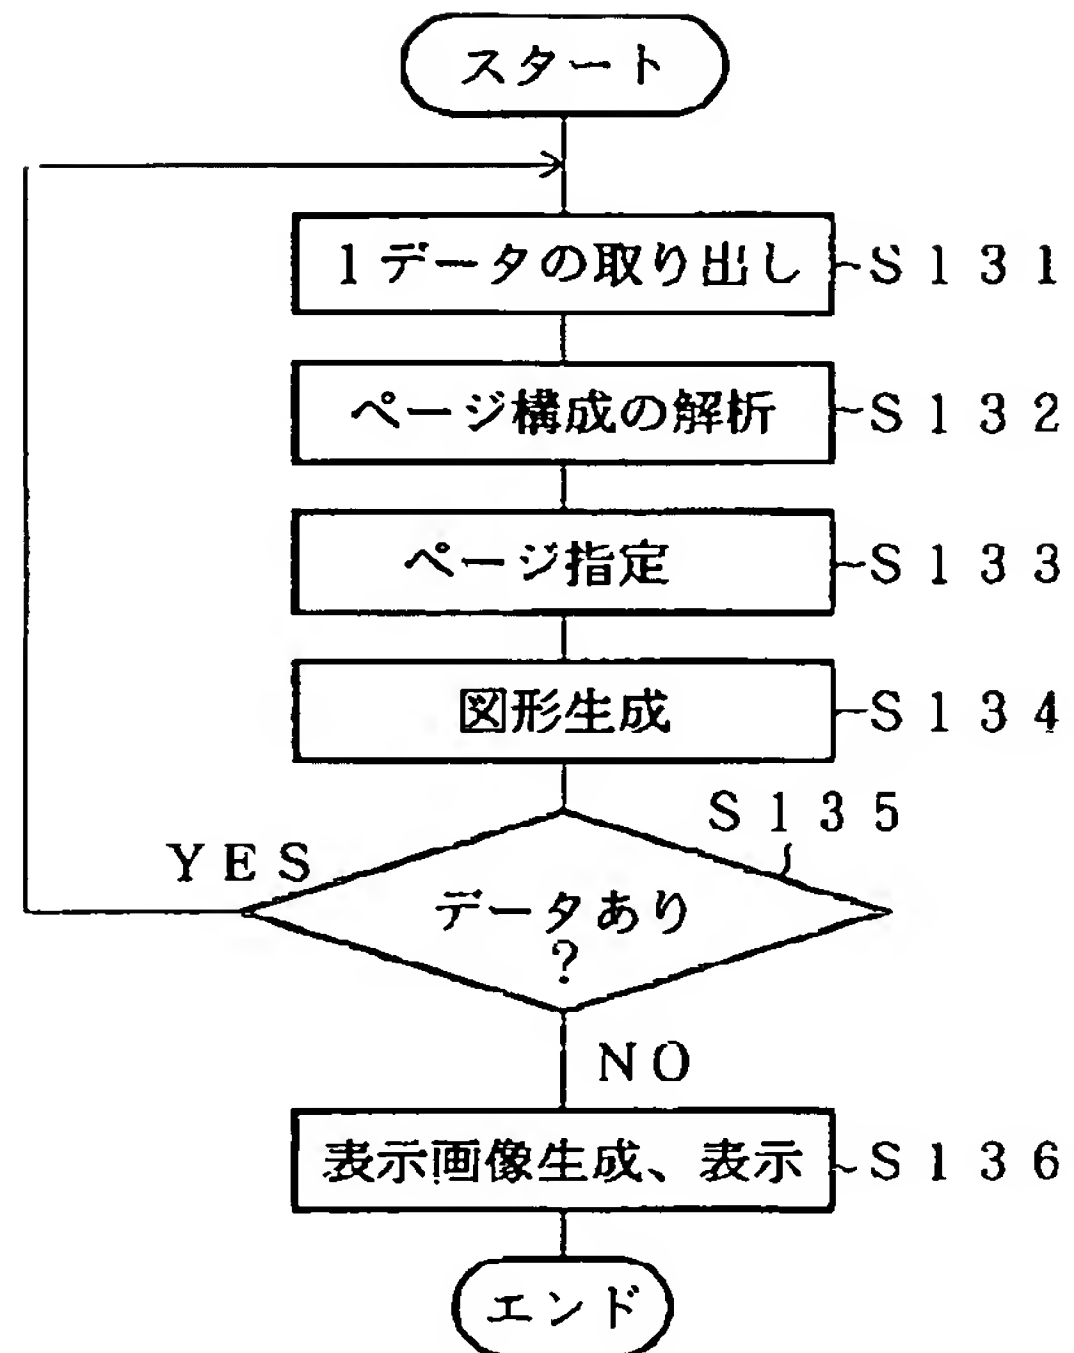 スタート
1データの取り出し S131
ページ構成の解析 S132
ページ指定 S133
図形生成 S134
S135
YES
データあり
?
NO
表示画像生成、表示 S136
エンド